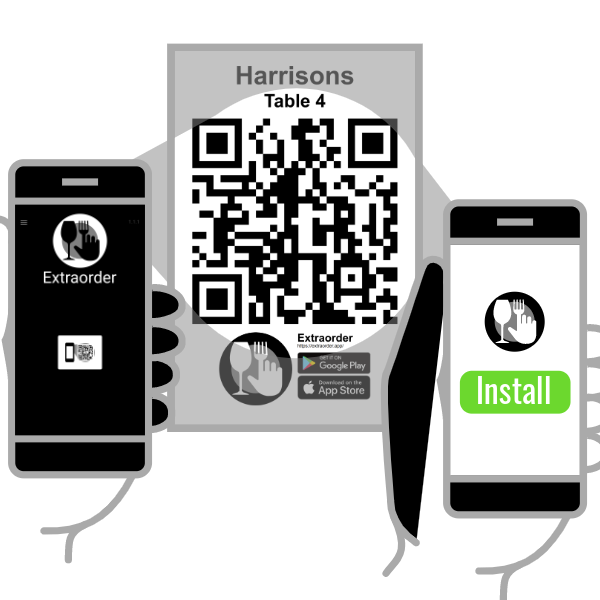 Harrisons
Table 4
Extraorder
Extraorder
https://extraorder.app/
GET IT ON
Google Play
Download on the
App Store
Install